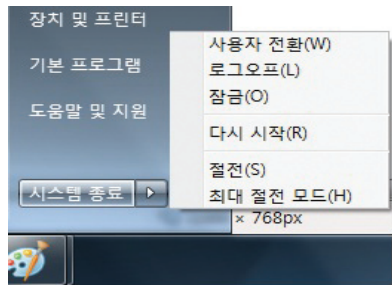 장치 및 프린터
기본 프로그램
도움말 및 지원
시스템 종료
사용자 전환(W)
로그오프(L)
잠금(O)
다시 시작(R)
절전(S)
최대 절전 모드(H)
× 768px